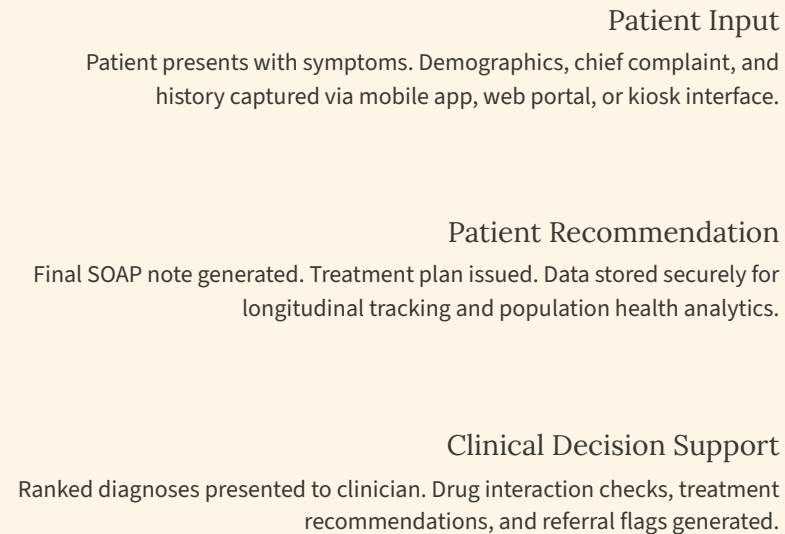 Patient Input
Patient presents with symptoms. Demographics, chief complaint, and
history captured via mobile app, web portal, or kiosk interface.
Patient Recommendation
Final SOAP note generated. Treatment plan issued. Data stored securely for
longitudinal tracking and population health analytics.
Clinical Decision Support
Ranked diagnoses presented to clinician. Drug interaction checks, treatment
recommendations, and referral flags generated.